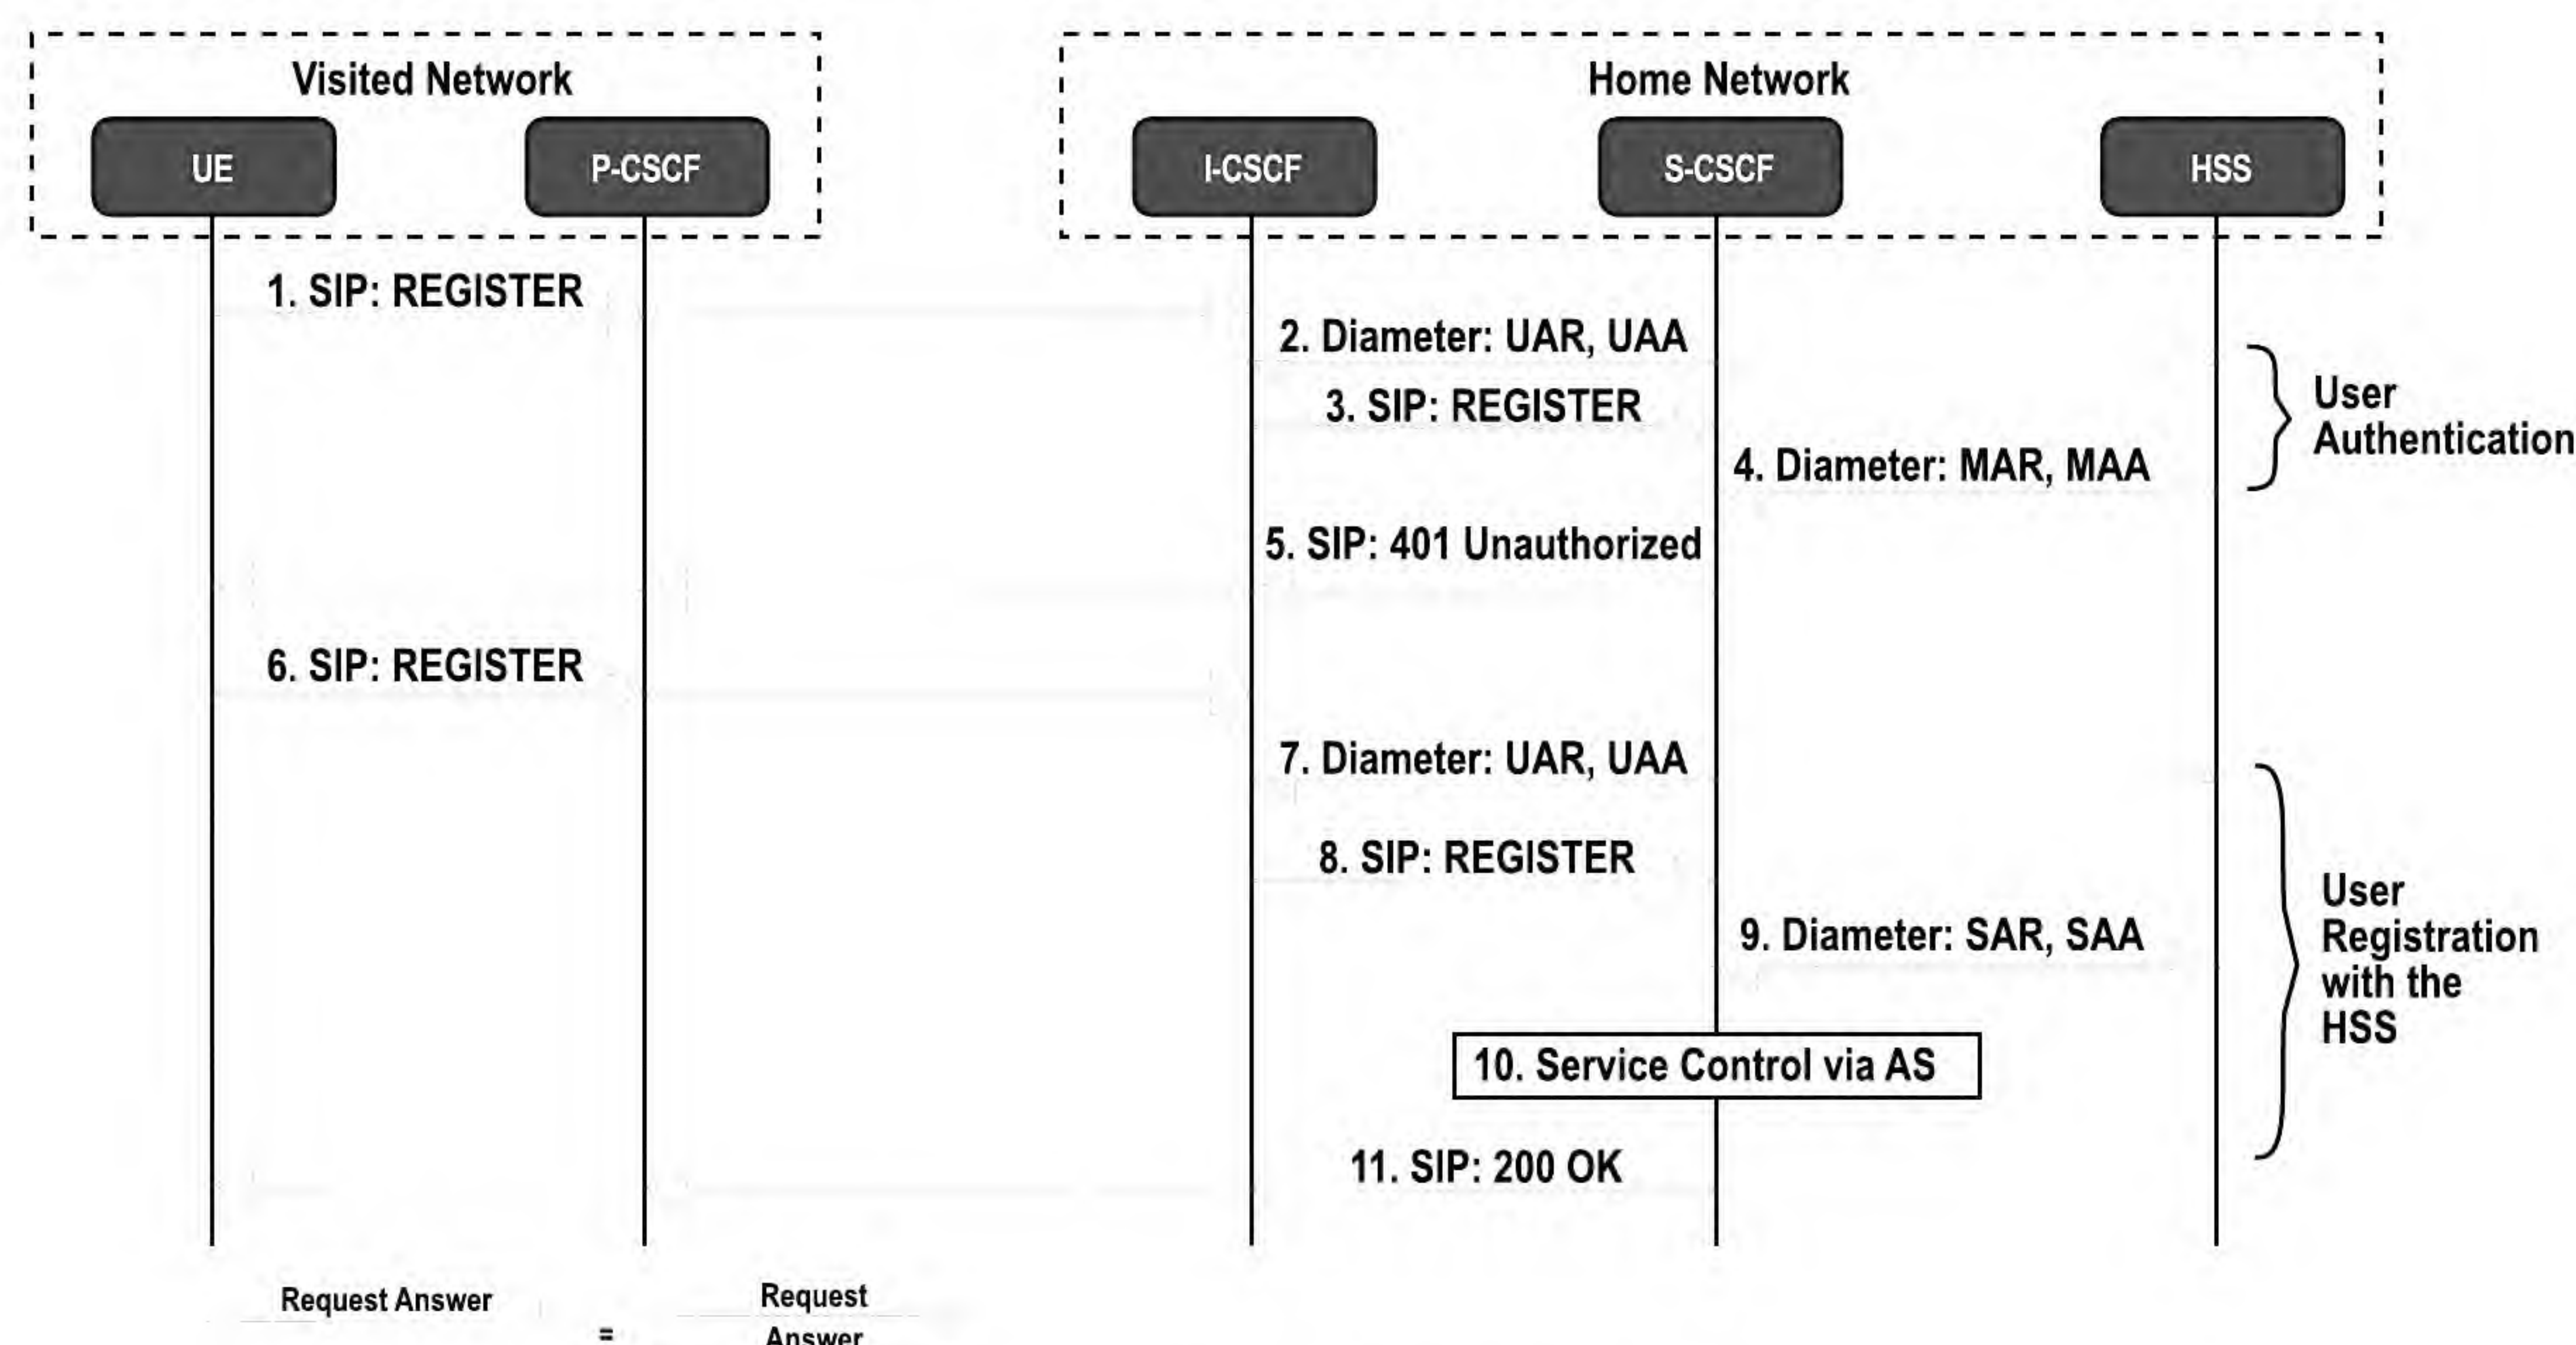 Visited Network
Home Network
UE
P-CSCF
I-CSCF
S-CSCF
HSS
1. SIP: REGISTER
2. Diameter: UAR, UAA
3. SIP: REGISTER
User
Authentication
4. Diameter: MAR, MAA
5. SIP: 401 Unauthorized
6. SIP: REGISTER
7. Diameter: UAR, UAA
8. SIP: REGISTER
User
Registration
with the
HSS
9. Diameter: SAR, SAA
10. Service Control via AS
11. SIP: 200 OK
Request Answer
=
Request
Answer